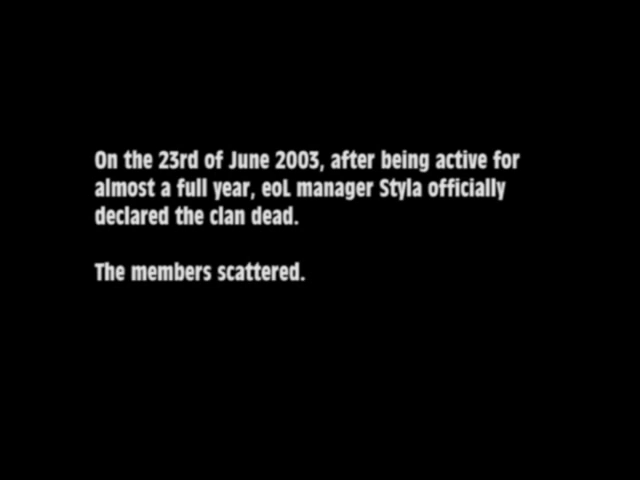 On the 23rd of June 2003, after being active for
almost a full year, eoL manager Styla officially
declared the clan dead.
The members scattered.